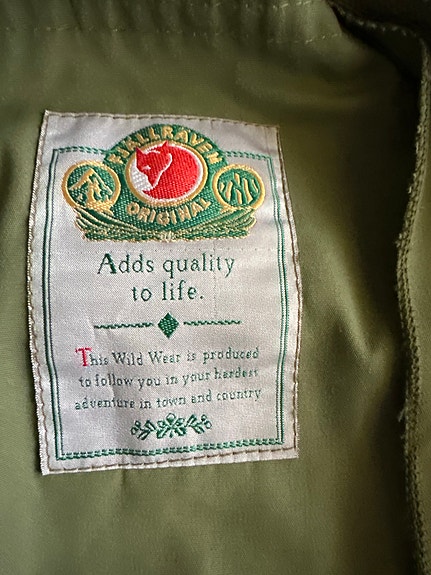 FJÄLLRÄVEN
ORIGINAL
Adds quality
to life.
This Wild Wear is produced
to follow you in your hardest
adventure in town and country